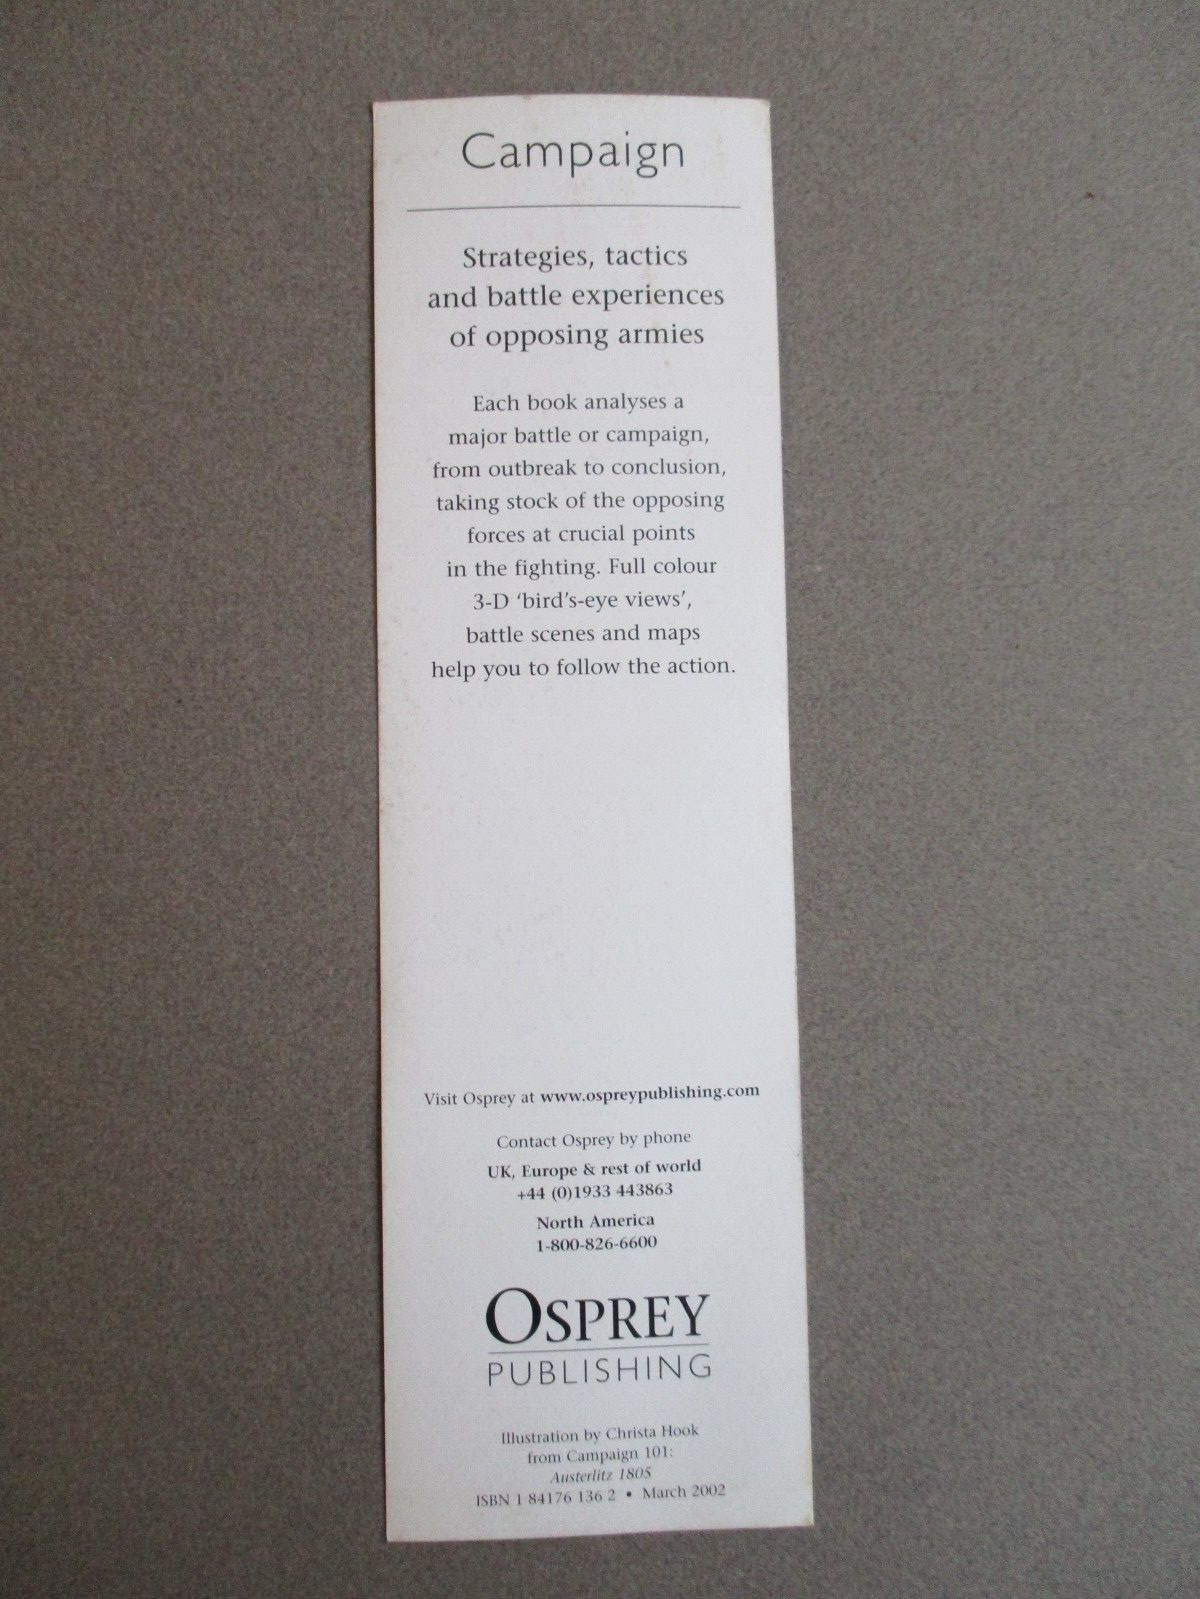 Campaign
Strategies, tactics
and battle experiences
of opposing armies
Each book analyses a
major battle or campaign,
from outbreak to conclusion,
taking stock of the opposing
forces at crucial points
in the fighting. Full colour
3-D ‘bird’s-eye views’,
battle scenes and maps
help you to follow the action.
Visit Osprey at www.ospreypublishing.com
Contact Osprey by phone
UK, Europe & rest of world
+44 (0)1933 443863
North America
1-800-826-6600
OSPREY
PUBLISHING
Illustration by Christa Hook
from Campaign 101:
Austerlitz 1805
ISBN 1 84176 136 2 • March 2002